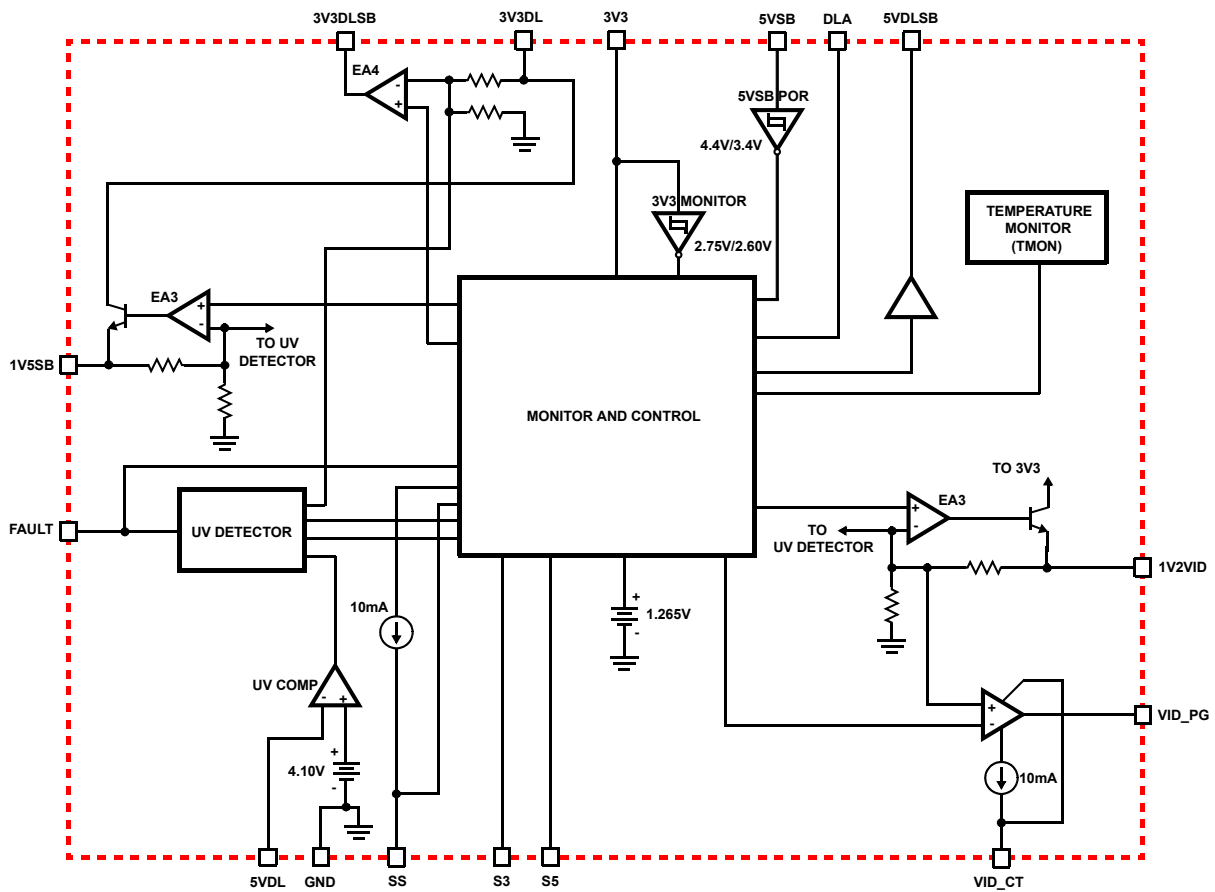 3V3DLSB
3V3DL
3V3
5VSB
DLA
5VDLSB
EA4
-
+
5VSB POR
4.4V/3.4V
3V3 MONITOR
2.75V/2.60V
TEMPERATURE
MONITOR
(TMON)
EA3
+
-
TO UV
DETECTOR
1V5SB
MONITOR AND CONTROL
TO 3V3
EA3
+
-
TO
UV DETECTOR
FAULT
UV DETECTOR
1V2VID
10mA
+
1.265V
-
UV COMP
-
+
+
4.10V
-
+
-
VID_PG
10mA
5VDL
GND
SS
S3
S5
VID_CT